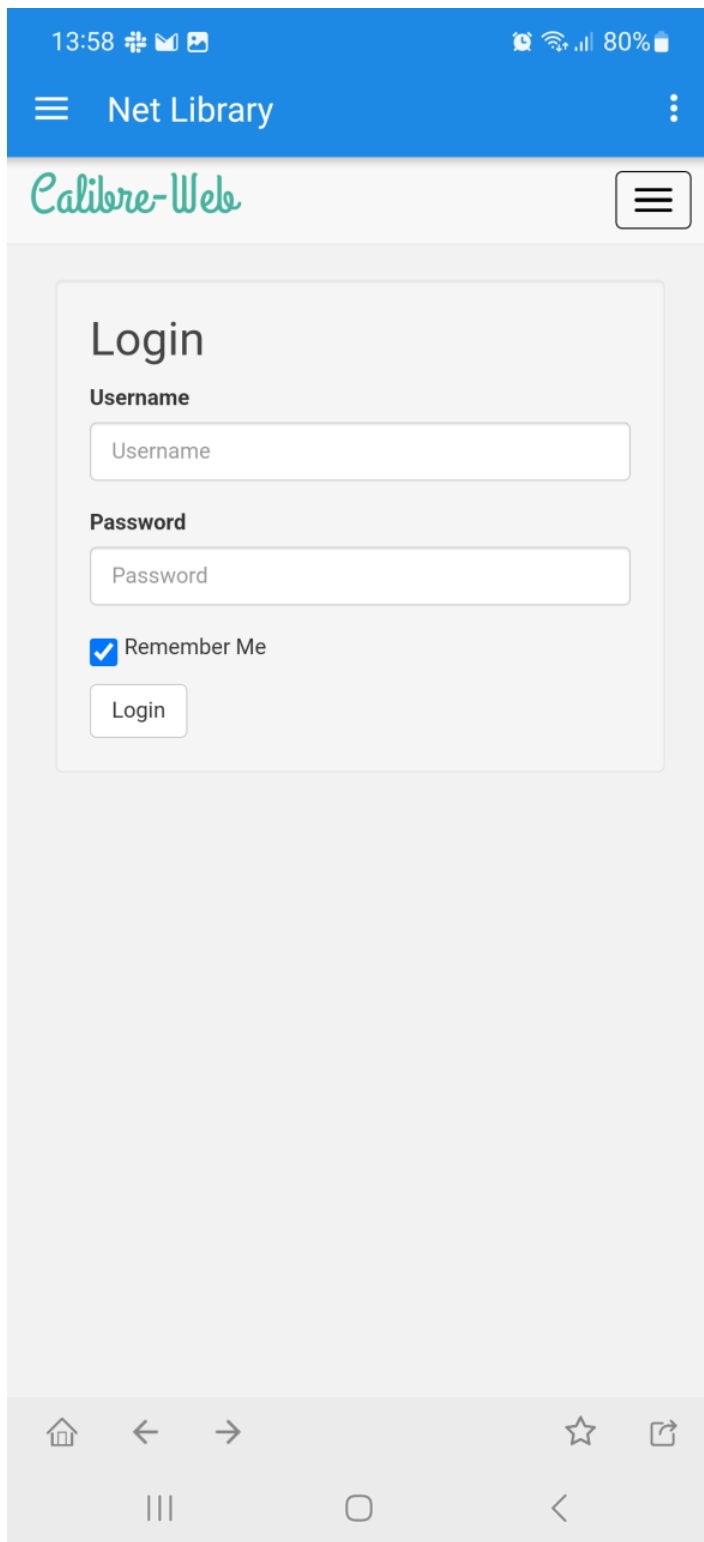 13:58 80%
Net Library
Calibre-Web
Login
Username
Username
Password
Password
Remember Me
Login